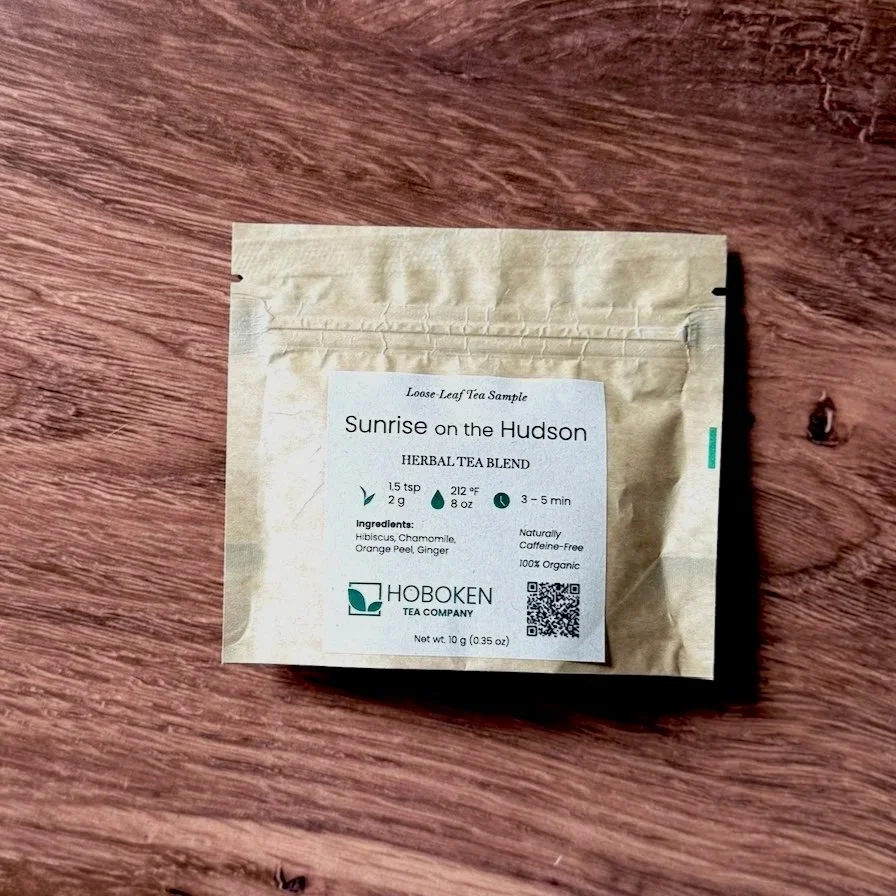 Loose-Leaf Tea Sample
Sunrise on the Hudson
HERBAL TEA BLEND
1.5 tsp
2 g
212 °F
8 oz
3 – 5 min
Ingredients:
Hibiscus, Chamomile,
Orange Peel, Ginger
Naturally
Caffeine-Free
100% Organic
HOBOKEN
TEA COMPANY
Net wt. 10 g (0.35 oz)